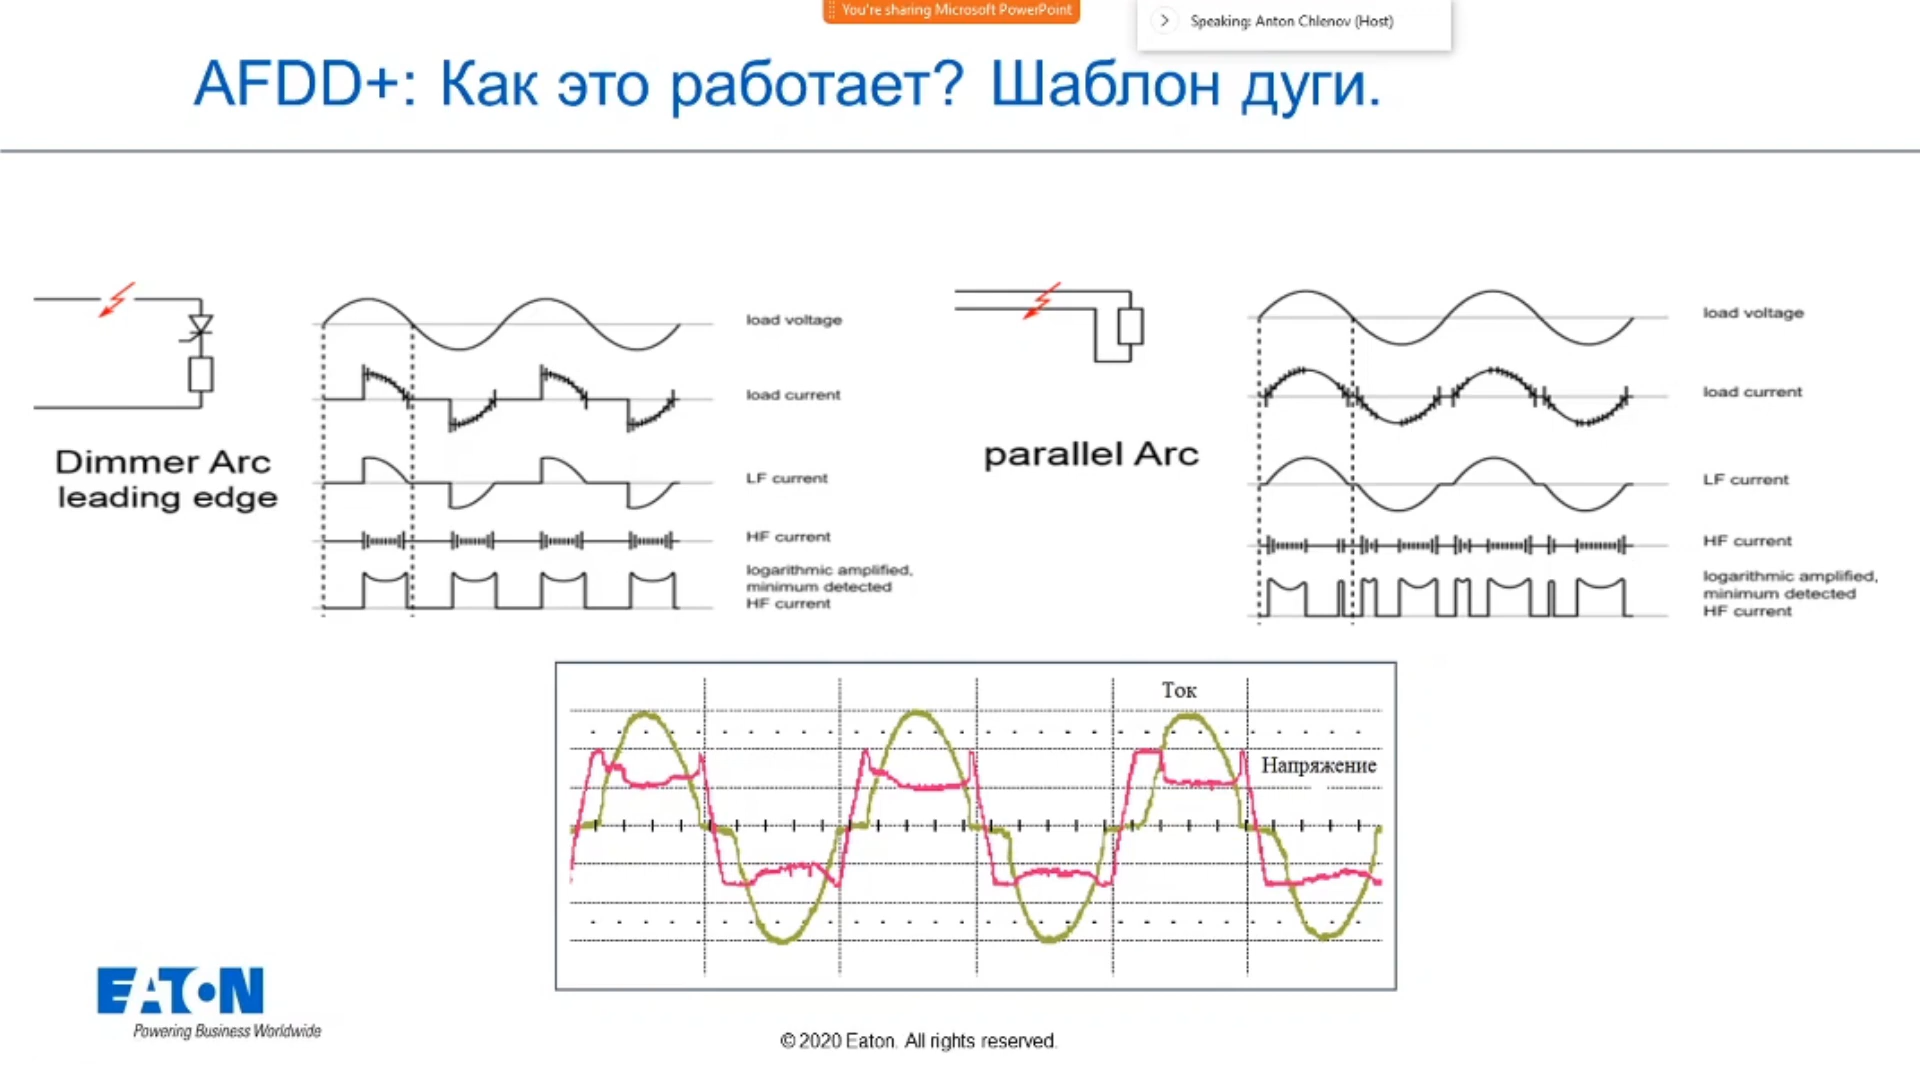 You're sharing Microsoft PowerPoint
Speaking: Anton Chlenov (Host)
AFDD+: Как это работает? Шаблон дуги.
Dimmer Arc
leading edge
load voltage
load current
LF current
HF current
logarithmic amplified,
minimum detected
HF current
parallel Arc
load voltage
load current
LF current
HF current
logarithmic amplified,
minimum detected
HF current
Ток
Напряжение
EATON
Powering Business Worldwide
© 2020 Eaton. All rights reserved.